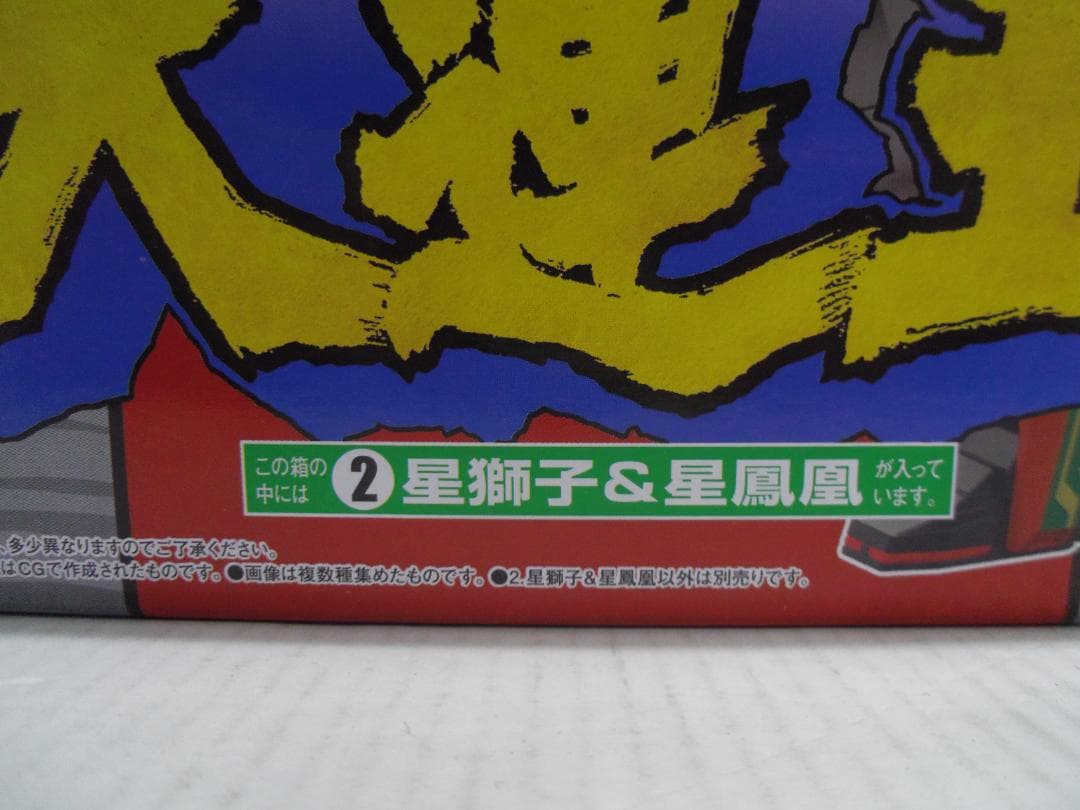 連王
この箱の
中には
2 星獅子&星鳳凰
が入って
います。
、多少異なりますのでご了承ください。
はCGで作成されたものです。●画像は複数種集めたものです。●2.星獅子&星鳳凰以外は別売りです。